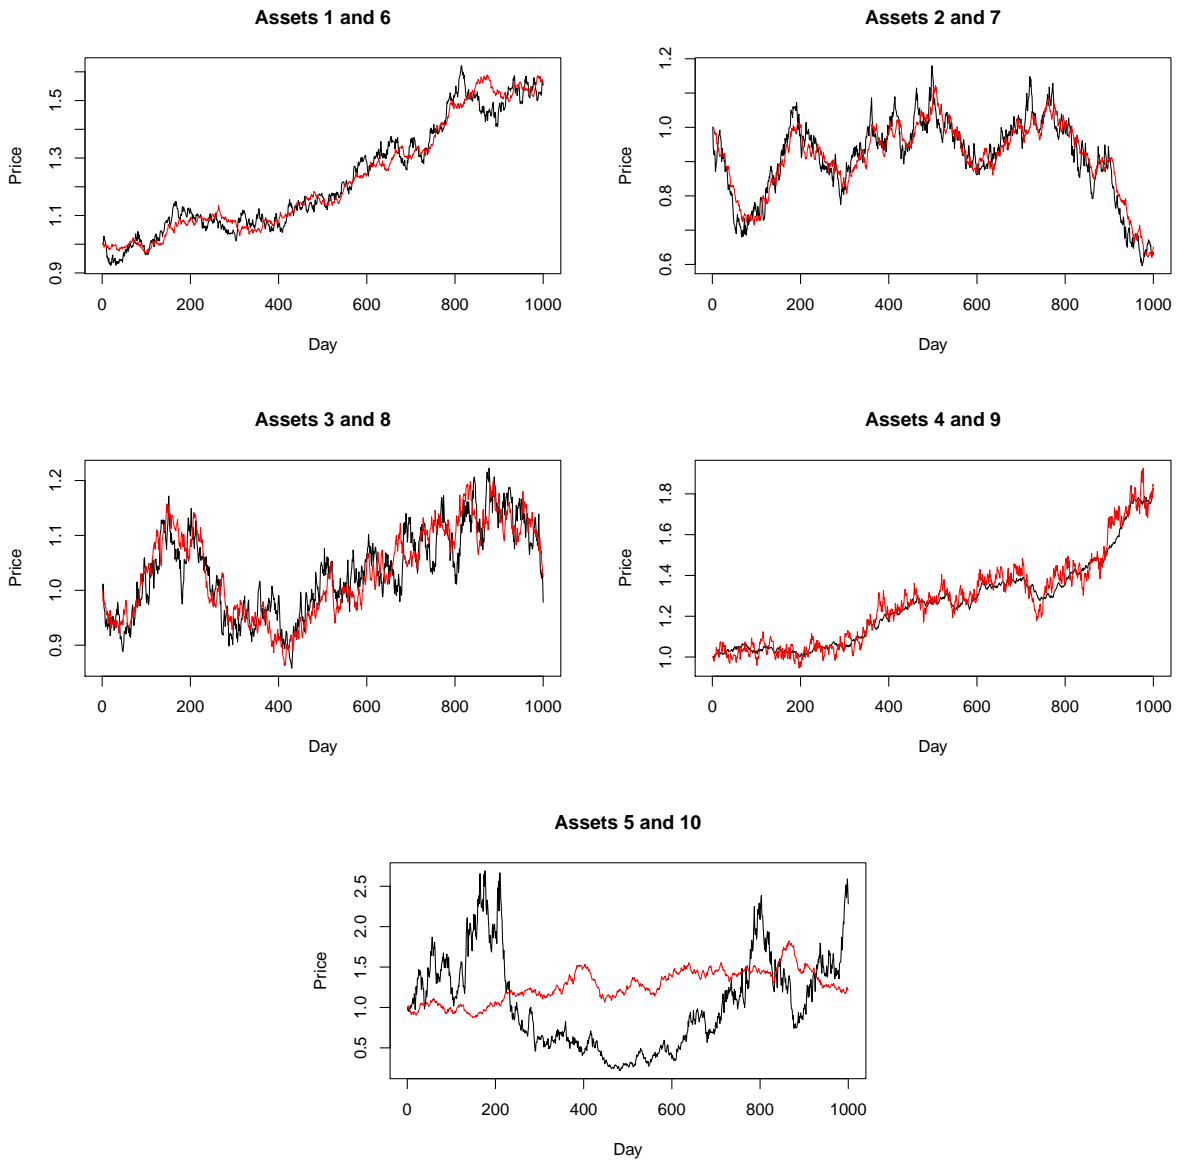 Assets 1 and 6
Price
0.9 1.1 1.3 1.5
0 200 400 600 800 1000
Day
Assets 2 and 7
Price
0.6 0.8 1.0 1.2
0 200 400 600 800 1000
Day
Assets 3 and 8
Price
0.9 1.0 1.1 1.2
0 200 400 600 800 1000
Day
Assets 4 and 9
Price
1.0 1.2 1.4 1.6 1.8
0 200 400 600 800 1000
Day
Assets 5 and 10
Price
0.5 1.0 1.5 2.0 2.5
0 200 400 600 800 1000
Day